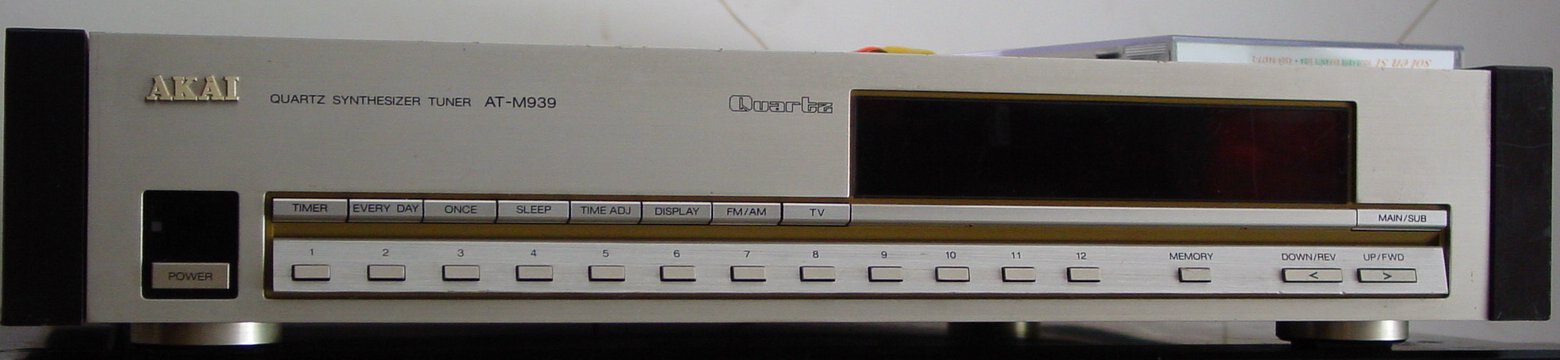 AKAI
QUARTZ SYNTHESIZER TUNER AT-M939
Quartz
TIMER EVERY DAY ONCE SLEEP TIME ADJ DISPLAY FM/AM TV MAIN/SUB
POWER
1 2 3 4 5 6 7 8 9 10 11 12 MEMORY DOWN/REV UP/FWD
< >